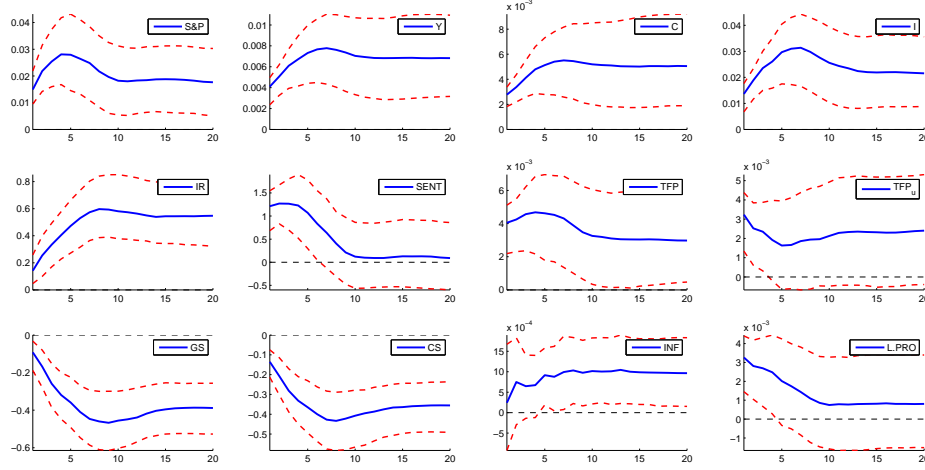 S&P
0.04
0.03
0.02
0.01
0
5 10 15 20
Y
0.01
0.008
0.006
0.004
0.002
0
5 10 15 20
C
x 10⁻³
8
6
4
2
0
5 10 15 20
I
0.04
0.03
0.02
0.01
0
5 10 15 20
IR
0.8
0.6
0.4
0.2
0
5 10 15 20
SENT
1.5
1
0.5
0
−0.5
5 10 15 20
TFP
x 10⁻³
6
4
2
0
5 10 15 20
TFPᵤ
x 10⁻³
5
4
3
2
1
0
5 10 15 20
GS
0
−0.2
−0.4
−0.6
5 10 15 20
CS
0
−0.1
−0.2
−0.3
−0.4
−0.5
5 10 15 20
INF
x 10⁻⁴
15
10
5
0
−5
5 10 15 20
L.PRO
x 10⁻³
4
3
2
1
0
−1
5 10 15 20